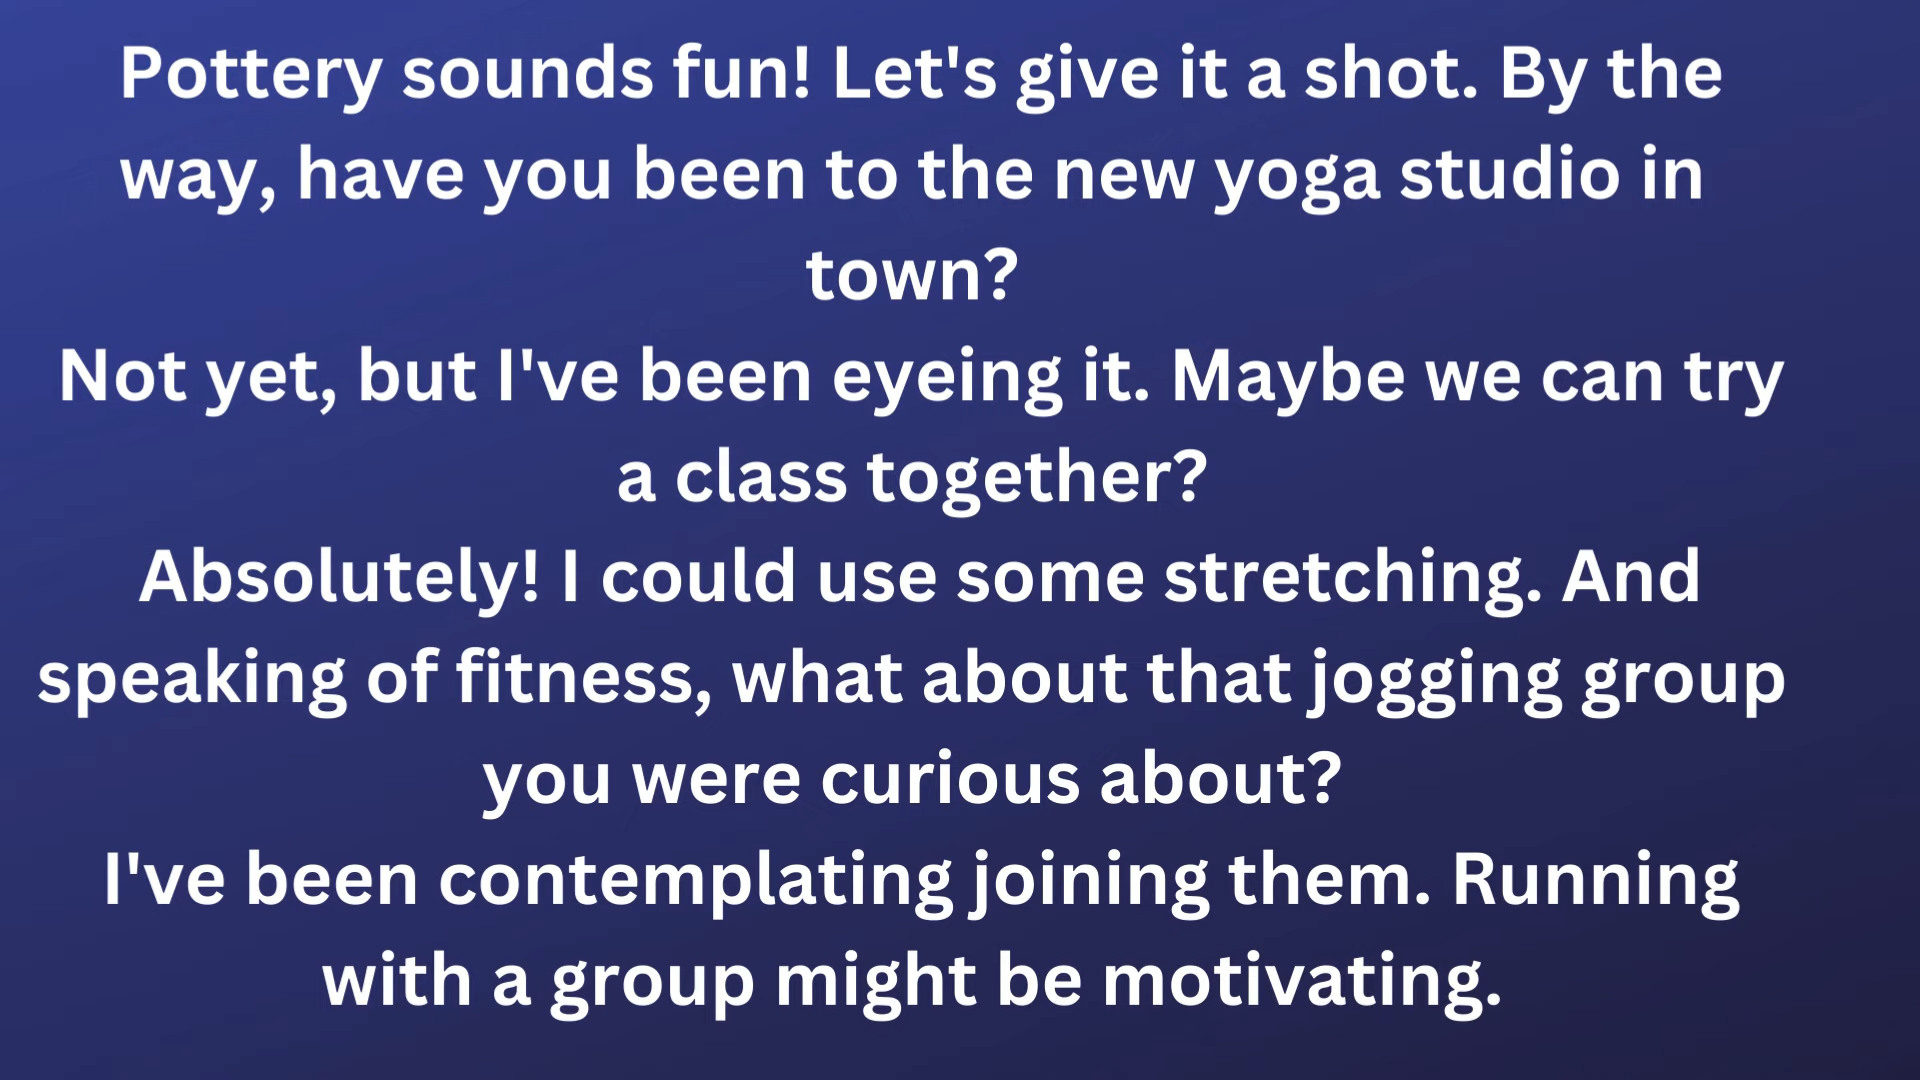 Pottery sounds fun! Let's give it a shot. By the
way, have you been to the new yoga studio in
town?
Not yet, but I've been eyeing it. Maybe we can try
a class together?
Absolutely! I could use some stretching. And
speaking of fitness, what about that jogging group
you were curious about?
I've been contemplating joining them. Running
with a group might be motivating.